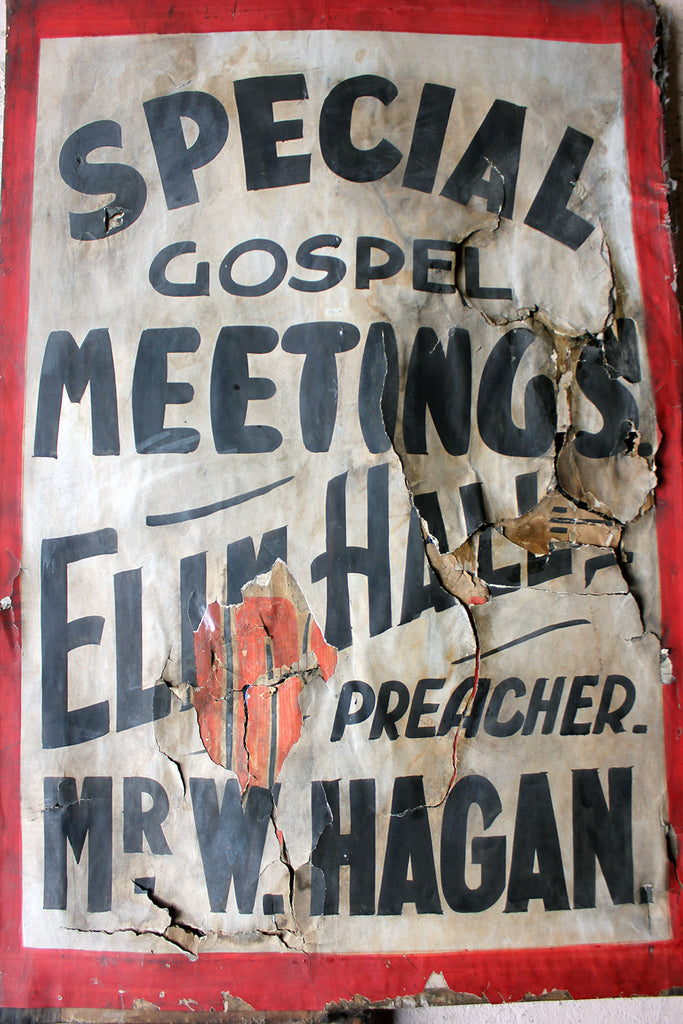 SPECIAL
GOSPEL
MEETINGS.
ELIM HALL.
PREACHER.
MR. W. HAGAN.